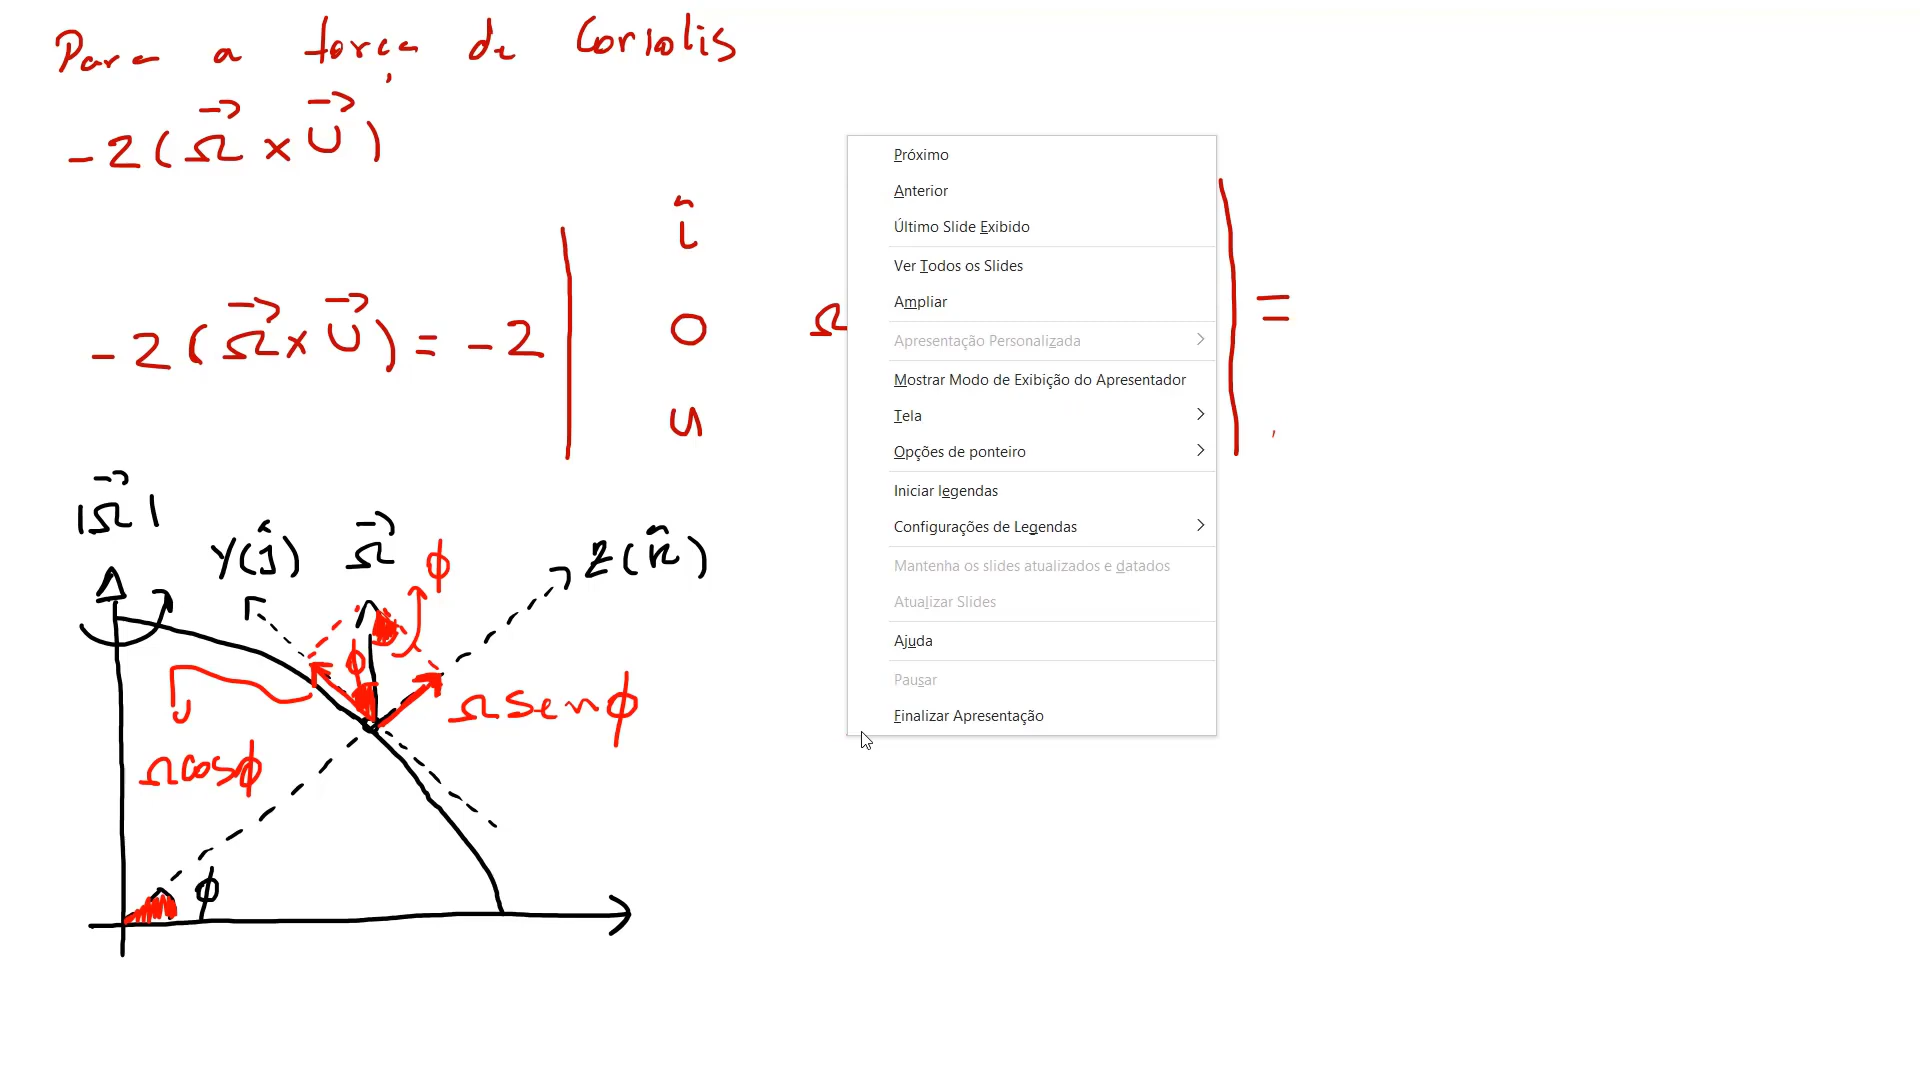 Para a força de Coriolis
-2(Ω⃗ × U⃗)
î
-2(Ω⃗ × U⃗) = -2 | 0 Ω | =
u
|Ω⃗|
Y(ĵ) Ω⃗ ϕ Z(k̂)
ϕ
Ω sen ϕ
Ω cos ϕ
ϕ
Próximo
Anterior
Último Slide Exibido
Ver Todos os Slides
Ampliar
Apresentação Personalizada
Mostrar Modo de Exibição do Apresentador
Tela
Opções de ponteiro
Iniciar legendas
Configurações de Legendas
Mantenha os slides atualizados e datados
Atualizar Slides
Ajuda
Pausar
Finalizar Apresentação